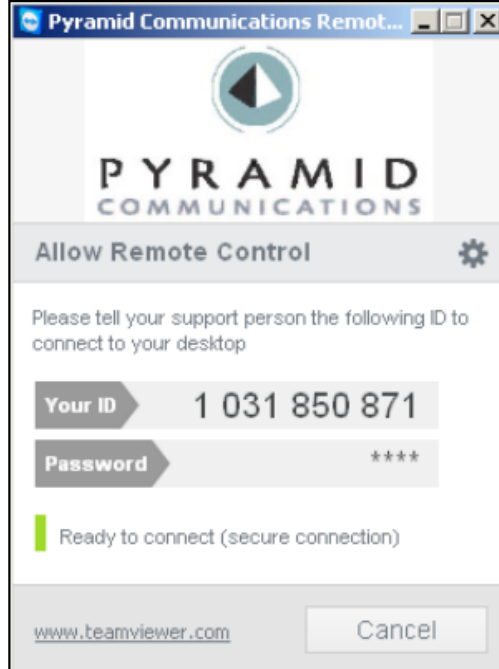 Pyramid Communications Remot...
PYRAMID
COMMUNICATIONS
Allow Remote Control
Please tell your support person the following ID to
connect to your desktop
Your ID 1 031 850 871
Password ****
Ready to connect (secure connection)
www.teamviewer.com Cancel